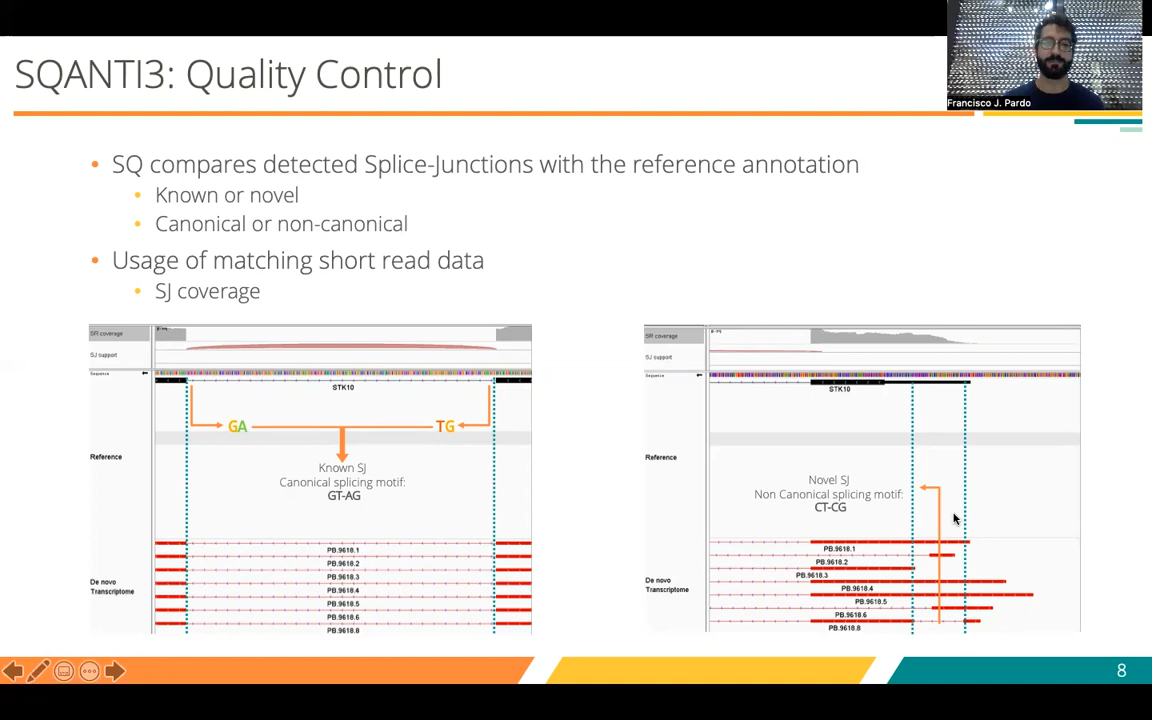 SQANTI3: Quality Control
Francisco J. Pardo
• SQ compares detected Splice-Junctions with the reference annotation
• Known or novel
• Canonical or non-canonical
• Usage of matching short read data
• SJ coverage
SR coverage
SJ support
Sequence
STK10
GA
TG
Known SJ
Canonical splicing motif:
GT-AG
Reference
PB.9618.1
PB.9618.2
PB.9618.3
De novo
Transcriptome
PB.9618.4
PB.9618.5
PB.9618.6
PB.9618.8
SR coverage
SJ support
Sequence
STK10
Reference
Novel SJ
Non Canonical splicing motif:
CT-CG
PB.9618.1
PB.9618.2
PB.9618.3
De novo
Transcriptome
PB.9618.4
PB.9618.5
PB.9618.6
PB.9618.8
8